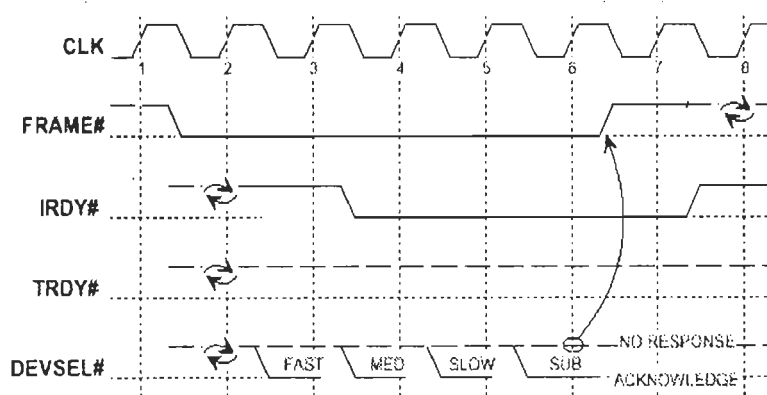 CLK
1 2 3 4 5 6 7 8
FRAME#
IRDY#
TRDY#
DEVSEL#
FAST MED SLOW SUB
NO RESPONSE
ACKNOWLEDGE